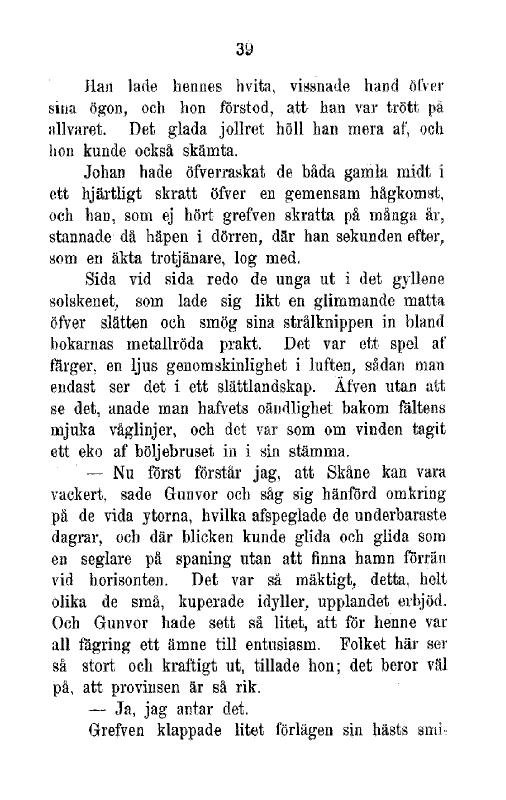 39
Han lade hennes hvita, vissnade hand öfver
sina ögon, och hon förstod, att han var trött på
allvaret. Det glada jollret höll han mera af, och
hon kunde också skämta.
Johan hade öfverraskat de båda gamla midt i
ett hjärtligt skratt öfver en gemensam hågkomst,
och han, som ej hört grefven skratta på många år,
stannade då häpen i dörren, där han sekunden efter,
som en äkta trotjänare, log med.
Sida vid sida redo de unga ut i det gyllene
solskenet, som lade sig likt en glimmande matta
öfver slätten och smög sina strålknippen in bland
bokarnas metallröda prakt. Det var ett spel af
färger, en ljus genomskinlighet i luften, sådan man
endast ser det i ett slättlandskap. Äfven utan att
se det, anade man hafvets oändlighet bakom fältens
mjuka våglinjer, och det var som om vinden tagit
ett eko af böljebruset in i sin stämma.
— Nu först förstår jag, att Skåne kan vara
vackert, sade Gunvor och såg sig hänförd omkring
på de vida ytorna, hvilka afspeglade de underbaraste
dagrar, och där blicken kunde glida och glida som
en seglare på spaning utan att finna hamn förrän
vid horisonten. Det var så mäktigt, detta, helt
olika de små, kuperade idyller, upplandet erbjöd.
Och Gunvor hade sett så litet, att för henne var
all fägring ett ämne till entusiasm. Folket här ser
så stort och kraftigt ut, tillade hon; det beror väl
på, att provinsen är så rik.
— Ja, jag antar det.
Grefven klappade litet förlägen sin hästs smi-